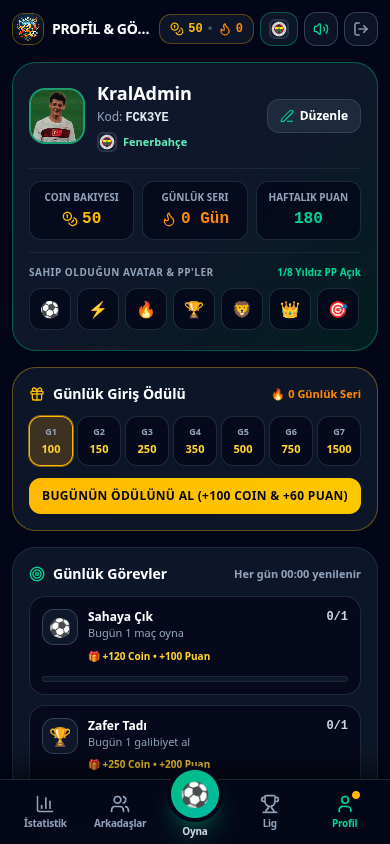 PROFİL & GÖ...
50 • 0
KralAdmin
Kod: FCK3YE
Fenerbahçe
Düzenle
COIN BAKIYESI
50
GÜNLÜK SERI
0 Gün
HAFTALIK PUAN
180
SAHIP OLDUĞUN AVATAR & PP'LER
1/8 Yıldız PP Açık
Günlük Giriş Ödülü
🔥 0 Günlük Seri
G1 G2 G3 G4 G5 G6 G7
100 150 250 350 500 750 1500
BUGÜNÜN ÖDÜLÜNÜ AL (+100 COIN & +60 PUAN)
Günlük Görevler
Her gün 00:00 yenilenir
Sahaya Çık
0/1
Bugün 1 maç oyna
🎁 +120 Coin • +100 Puan
Zafer Tadı
0/1
Bugün 1 galibiyet al
🎁 +250 Coin • +200 Puan
İstatistik
Arkadaşlar
Oyna
Lig
Profil